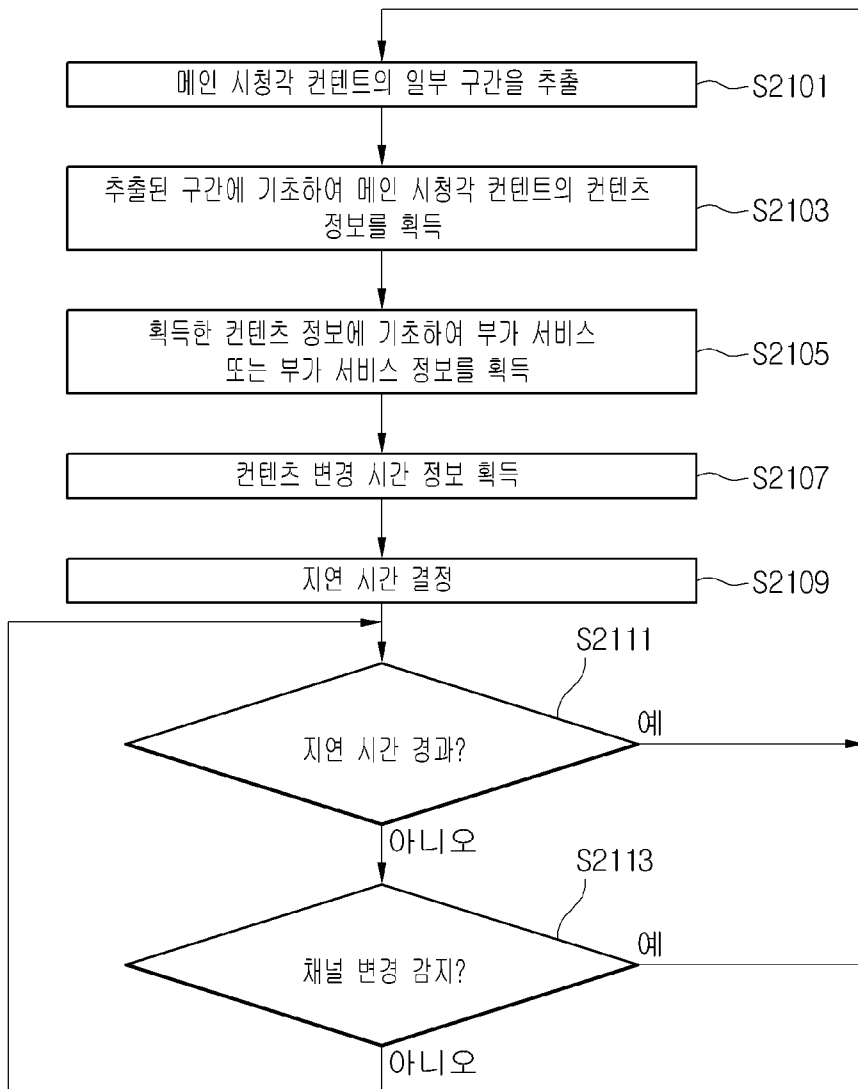 메인 시청각 컨텐트의 일부 구간을 추출
S2101
추출된 구간에 기초하여 메인 시청각 컨텐트의 컨텐츠
정보를 획득
S2103
획득한 컨텐츠 정보에 기초하여 부가 서비스
또는 부가 서비스 정보를 획득
S2105
컨텐츠 변경 시간 정보 획득
S2107
지연 시간 결정
S2109
S2111
지연 시간 경과?
예
아니오
S2113
채널 변경 감지?
예
아니오